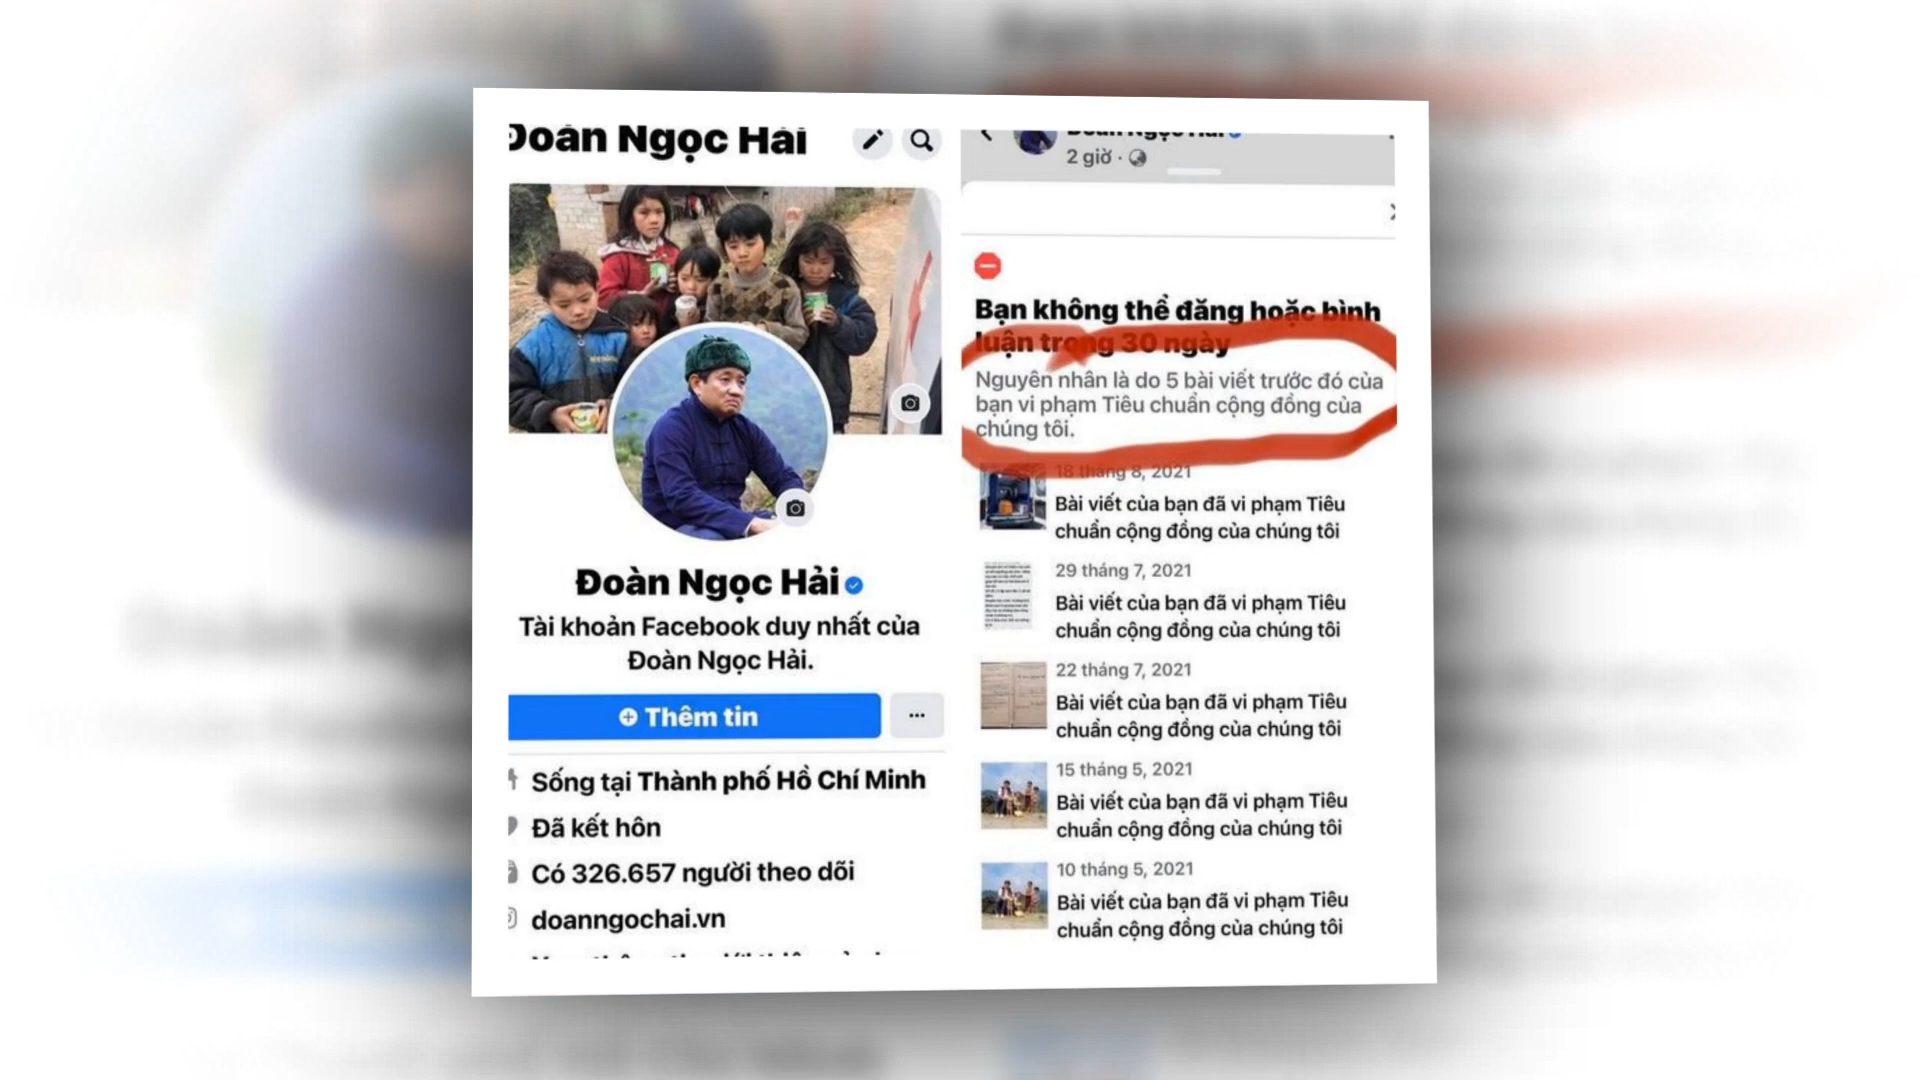 Đoàn Ngọc Hải
Đoàn Ngọc Hải
Tài khoản Facebook duy nhất của
Đoàn Ngọc Hải.
Thêm tin
Sống tại Thành phố Hồ Chí Minh
Đã kết hôn
Có 326.657 người theo dõi
doanngochai.vn
Đoàn Ngọc Hải
2 giờ ·
Bạn không thể đăng hoặc bình
luận trong 30 ngày
Nguyên nhân là do 5 bài viết trước đó của
bạn vi phạm Tiêu chuẩn cộng đồng của
chúng tôi.
18 tháng 8, 2021
Bài viết của bạn đã vi phạm Tiêu
chuẩn cộng đồng của chúng tôi
29 tháng 7, 2021
Bài viết của bạn đã vi phạm Tiêu
chuẩn cộng đồng của chúng tôi
22 tháng 7, 2021
Bài viết của bạn đã vi phạm Tiêu
chuẩn cộng đồng của chúng tôi
15 tháng 5, 2021
Bài viết của bạn đã vi phạm Tiêu
chuẩn cộng đồng của chúng tôi
10 tháng 5, 2021
Bài viết của bạn đã vi phạm Tiêu
chuẩn cộng đồng của chúng tôi